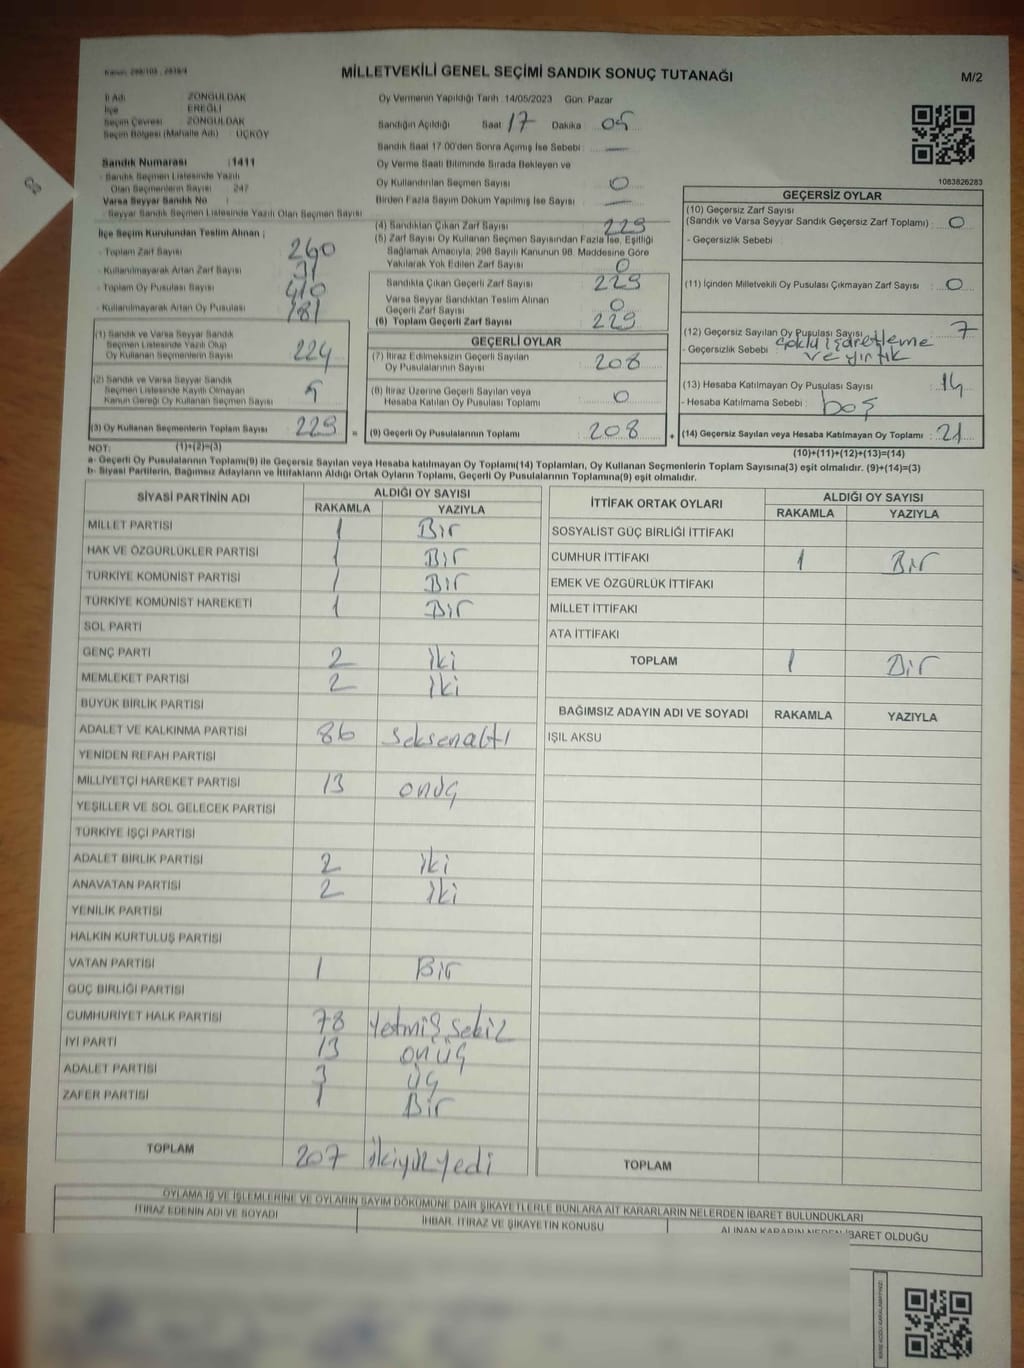 Kanun: 298/105 - 2839/4
MİLLETVEKİLİ GENEL SEÇİMİ SANDIK SONUÇ TUTANAĞI
M/2
İl Adı ZONGULDAK
İlçe EREĞLİ
Seçim Çevresi ZONGULDAK
Seçim Bölgesi (Mahalle Adı) : ÜÇKÖY
Sandık Numarası : 1411
- Sandık Seçmen Listesinde Yazılı
Olan Seçmenlerin Sayısı 247
Varsa Seyyar Sandık No
- Seyyar Sandık Seçmen Listesinde Yazılı Olan Seçmen Sayısı
İlçe Seçim Kurulundan Teslim Alınan ;
- Toplam Zarf Sayısı 260
- Kullanılmayarak Artan Zarf Sayısı 31
- Toplam Oy Pusulası Sayısı 410
- Kullanılmayarak Artan Oy Pusulası 181
(1) Sandık ve Varsa Seyyar Sandık
Seçmen Listesinde Yazılı Olup
Oy Kullanan Seçmenlerin Sayısı 224
(2) Sandık ve Varsa Seyyar Sandık
Seçmen Listesinde Kayıtlı Olmayan
Kanun Gereği Oy Kullanan Seçmen Sayısı 5
(3) Oy Kullanan Seçmenlerin Toplam Sayısı 229
Oy Vermenin Yapıldığı Tarih :14/05/2023 Gün: Pazar
Sandığın Açıldığı Saat 17 Dakika 05
Sandık Saat 17.00'den Sonra Açılmış İse Sebebi : —
Oy Verme Saati Bitiminde Sırada Bekleyen ve
Oy Kullandırılan Seçmen Sayısı 0
Birden Fazla Sayım Döküm Yapılmış İse Sayısı : —
(4) Sandıktan Çıkan Zarf Sayısı 229
(5) Zarf Sayısı Oy Kullanan Seçmen Sayısından Fazla İse, Eşitliği
Sağlamak Amacıyla; 298 Sayılı Kanunun 98. Maddesine Göre
Yakılarak Yok Edilen Zarf Sayısı 0
Sandıkta Çıkan Geçerli Zarf Sayısı : 229
Varsa Seyyar Sandıktan Teslim Alınan
Geçerli Zarf Sayısı 0
(6) Toplam Geçerli Zarf Sayısı : 229
GEÇERLİ OYLAR
(7) İtiraz Edilmeksizin Geçerli Sayılan
Oy Pusulalarının Sayısı : 208
(8) İtiraz Üzerine Geçerli Sayılan veya
Hesaba Katılan Oy Pusulası Toplamı : 0
= (9) Geçerli Oy Pusulalarının Toplamı : 208
1083826283
GEÇERSİZ OYLAR
(10) Geçersiz Zarf Sayısı
(Sandık ve Varsa Seyyar Sandık Geçersiz Zarf Toplamı) : 0
- Geçersizlik Sebebi :
(11) İçinden Milletvekili Oy Pusulası Çıkmayan Zarf Sayısı : 0
(12) Geçersiz Sayılan Oy Pusulası Sayısı : 7
- Geçersizlik Sebebi : Çoklu işaretleme
ve yırtık
(13) Hesaba Katılmayan Oy Pusulası Sayısı : 14
- Hesaba Katılmama Sebebi : boş
+ (14) Geçersiz Sayılan veya Hesaba Katılmayan Oy Toplamı : 21
NOT: (1)+(2)=(3) (10)+(11)+(12)+(13)=(14)
a- Geçerli Oy Pusulalarının Toplamı(9) ile Geçersiz Sayılan veya Hesaba katılmayan Oy Toplamı(14) Toplamları, Oy Kullanan Seçmenlerin Toplam Sayısına(3) eşit olmalıdır. (9)+(14)=(3)
b- Siyasi Partilerin, Bağımsız Adayların ve İttifakların Aldığı Ortak Oyların Toplamı, Geçerli Oy Pusulalarının Toplamına(9) eşit olmalıdır.
SİYASİ PARTİNİN ADI ALDIĞI OY SAYISI
RAKAMLA YAZIYLA
MİLLET PARTİSİ 1 Bir
HAK VE ÖZGÜRLÜKLER PARTİSİ 1 Bir
TÜRKİYE KOMÜNİST PARTİSİ 1 Bir
TÜRKİYE KOMÜNİST HAREKETİ 1 Bir
SOL PARTİ
GENÇ PARTİ 2 iki
MEMLEKET PARTİSİ 2 iki
BÜYÜK BİRLİK PARTİSİ
ADALET VE KALKINMA PARTİSİ 86 seksenaltı
YENİDEN REFAH PARTİSİ
MİLLİYETÇİ HAREKET PARTİSİ 13 onüç
YEŞİLLER VE SOL GELECEK PARTİSİ
TÜRKİYE İŞÇİ PARTİSİ
ADALET BİRLİK PARTİSİ 2 iki
ANAVATAN PARTİSİ 2 iki
YENİLİK PARTİSİ
HALKIN KURTULUŞ PARTİSİ
VATAN PARTİSİ 1 Bir
GÜÇ BİRLİĞİ PARTİSİ
CUMHURİYET HALK PARTİSİ 78 Yetmiş sekiz
İYİ PARTİ 13 onüç
ADALET PARTİSİ 3 üç
ZAFER PARTİSİ 1 Bir
TOPLAM 207 ikiyüzyedi
İTTİFAK ORTAK OYLARI ALDIĞI OY SAYISI
RAKAMLA YAZIYLA
SOSYALİST GÜÇ BİRLİĞİ İTTİFAKI
CUMHUR İTTİFAKI 1 Bir
EMEK VE ÖZGÜRLÜK İTTİFAKI
MİLLET İTTİFAKI
ATA İTTİFAKI
TOPLAM 1 Bir
BAĞIMSIZ ADAYIN ADI VE SOYADI RAKAMLA YAZIYLA
IŞIL AKSU
TOPLAM
OYLAMA İŞ VE İŞLEMLERİNE VE OYLARIN SAYIM DÖKÜMÜNE DAİR ŞİKAYETLERLE BUNLARA AİT KARARLARIN NELERDEN İBARET BULUNDUKLARI
İTİRAZ EDENİN ADI VE SOYADI İHBAR, İTİRAZ VE ŞİKAYETİN KONUSU ALINAN KARARIN NEDEN İBARET OLDUĞU